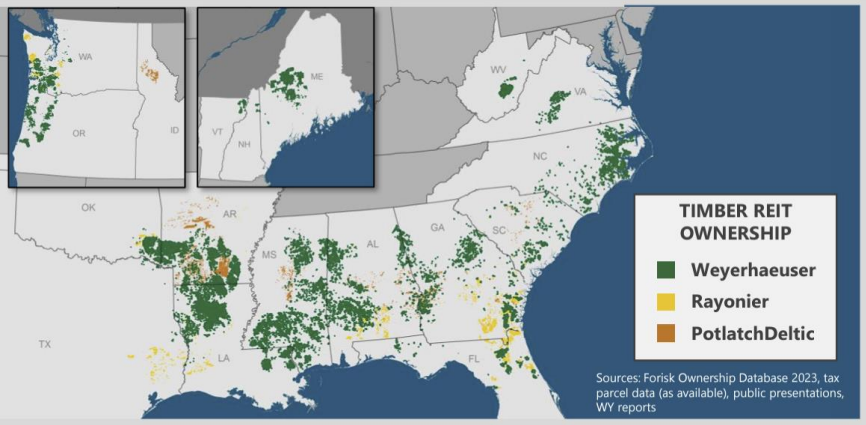 WA
OR
ID
ME
VT
NH
WV
VA
NC
OK
AR
SC
GA
AL
MS
TX
LA
FL
TIMBER REIT
OWNERSHIP
Weyerhaeuser
Rayonier
PotlatchDeltic
Sources: Forisk Ownership Database 2023, tax
parcel data (as available), public presentations,
WY reports